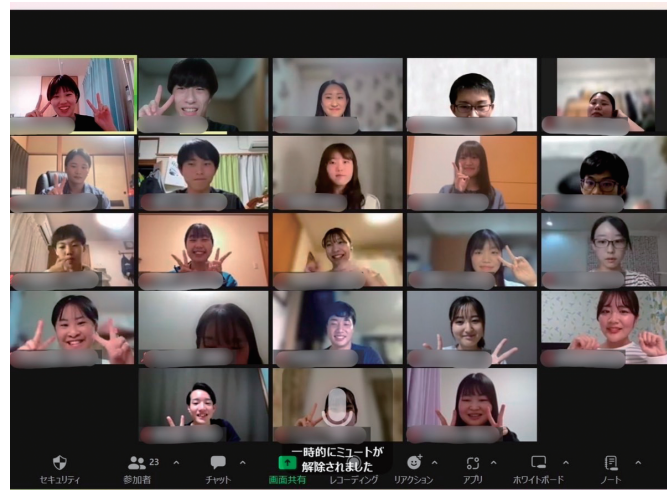 一時的にミュートが
解除されました
23
セキュリティ
参加者
チャット
画面共有
レコーディング
リアクション
アプリ
ホワイトボード
ノート